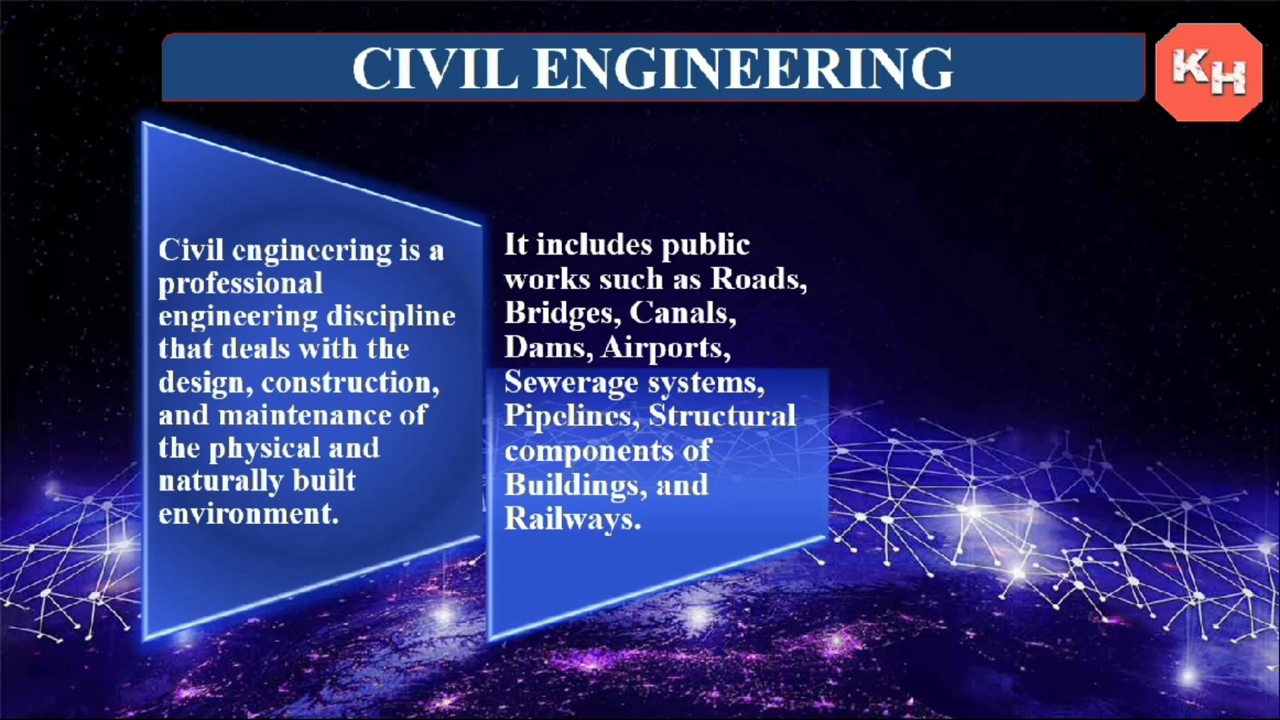 CIVIL ENGINEERING
KH
Civil engineering is a
professional
engineering discipline
that deals with the
design, construction,
and maintenance of
the physical and
naturally built
environment.
It includes public
works such as Roads,
Bridges, Canals,
Dams, Airports,
Sewerage systems,
Pipelines, Structural
components of
Buildings, and
Railways.